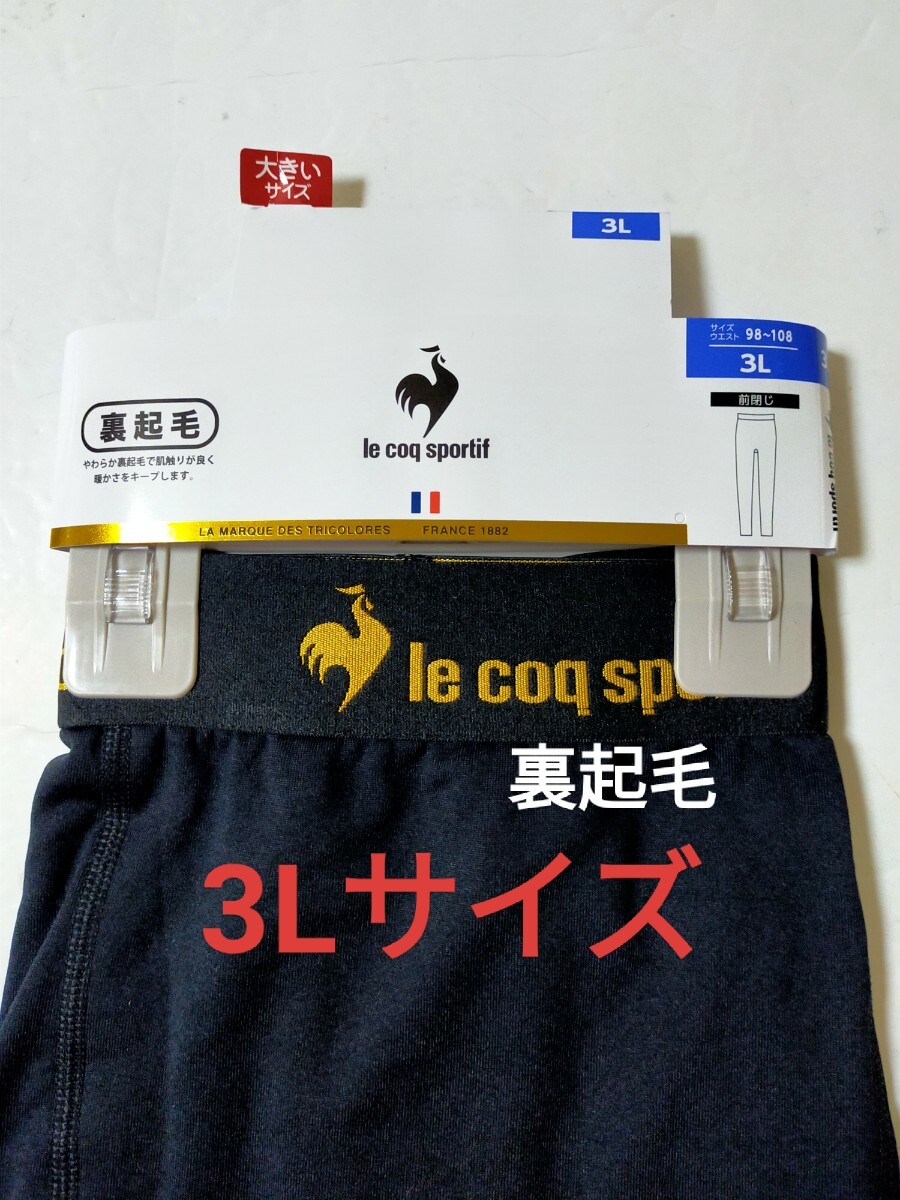 大きい
サイズ
3L
サイズ
ウエスト 98~108
3L
前閉じ
裏起毛
やわらか裏起毛で肌触りが良く
暖かさをキープします。
le coq sportif
LA MARQUE DES TRICOLORES FRANCE 1882
le coq spo
裏起毛
3Lサイズ